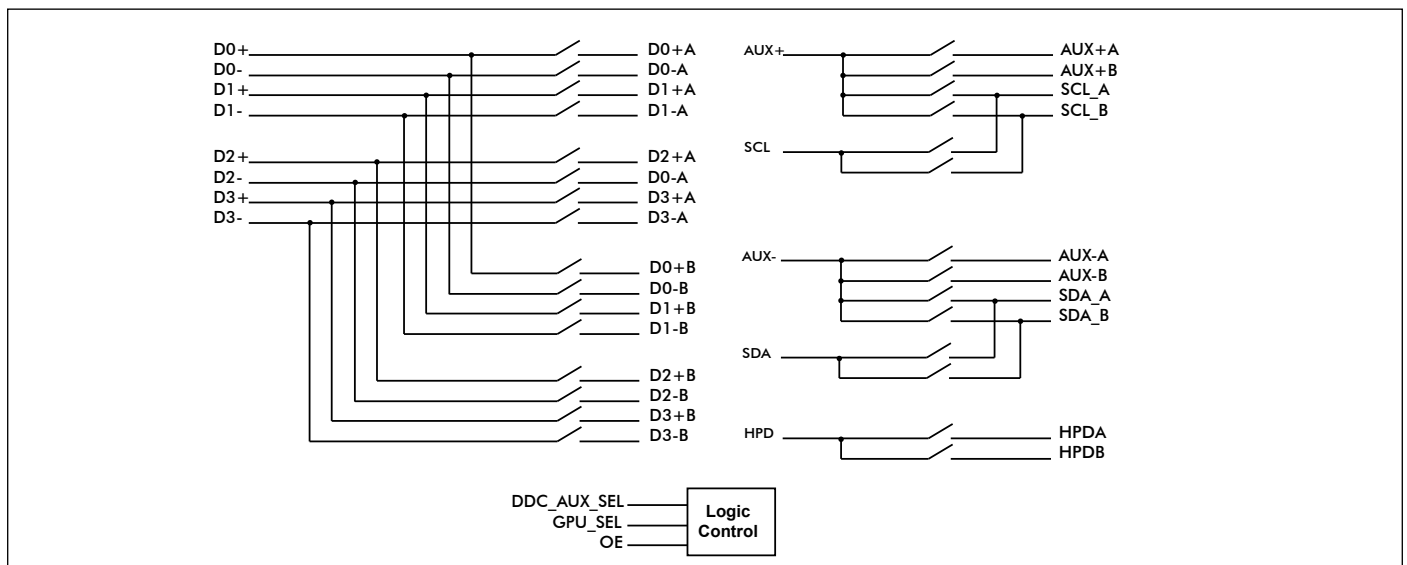 D0+
D0-
D1+
D1-
D2+
D2-
D3+
D3-
D0+A
D0-A
D1+A
D1-A
D2+A
D0-A
D3+A
D3-A
D0+B
D0-B
D1+B
D1-B
D2+B
D2-B
D3+B
D3-B
AUX+
SCL
AUX+A
AUX+B
SCL_A
SCL_B
AUX-
SDA
AUX-A
AUX-B
SDA_A
SDA_B
HPD
HPDA
HPDB
DDC_AUX_SEL
GPU_SEL
OE
Logic
Control